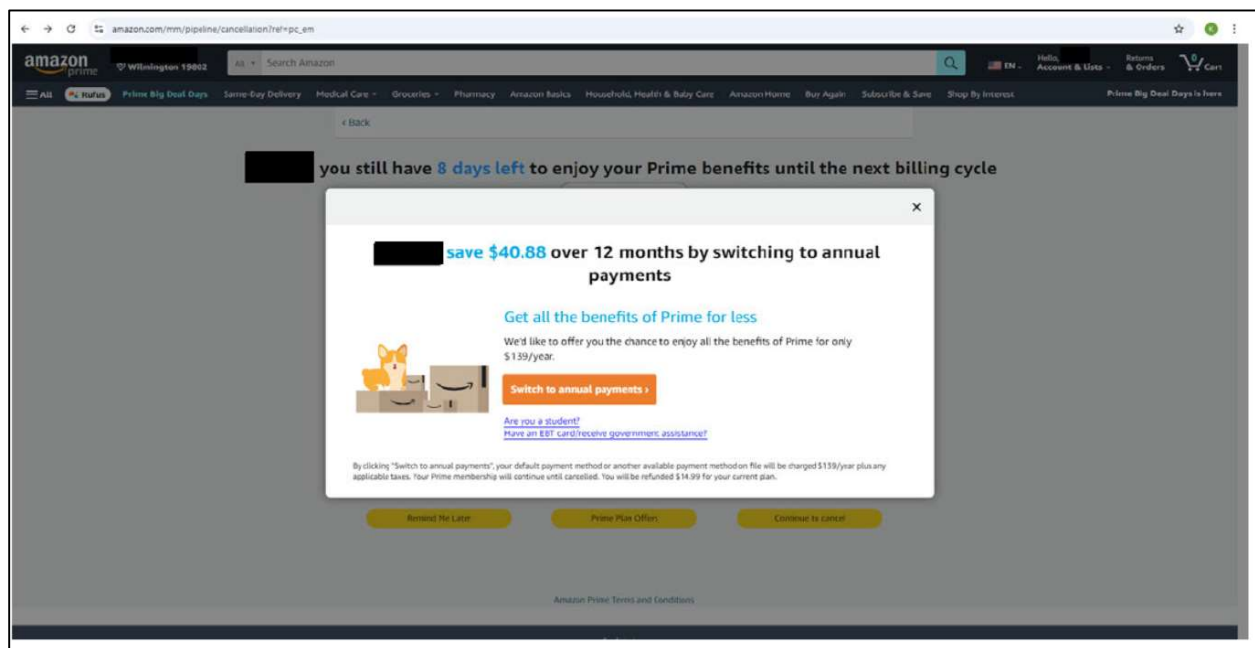 amazon.com/mm/pipeline/cancellation?ref=pc_em
K
amazon prime
Wilmington 19802
All
Search Amazon
EN
Hello,
Account & Lists
Returns
& Orders
0
Cart
All
Rufus
Prime Big Deal Days
Same-Day Delivery
Medical Care
Groceries
Pharmacy
Amazon Basics
Household, Health & Baby Care
Amazon Home
Buy Again
Subscribe & Save
Shop By Interest
Prime Big Deal Days is here
‹ Back
you still have 8 days left to enjoy your Prime benefits until the next billing cycle
×
save $40.88 over 12 months by switching to annual
payments
Get all the benefits of Prime for less
We'd like to offer you the chance to enjoy all the benefits of Prime for only
$139/year.
Switch to annual payments ›
Are you a student?
Have an EBT card/receive government assistance?
By clicking "Switch to annual payments", your default payment method or another available payment method on file will be charged $139/year plus any
applicable taxes. Your Prime membership will continue until cancelled. You will be refunded $14.99 for your current plan.
Remind Me Later
Prime Plan Offers
Continue to cancel
Amazon Prime Terms and Conditions